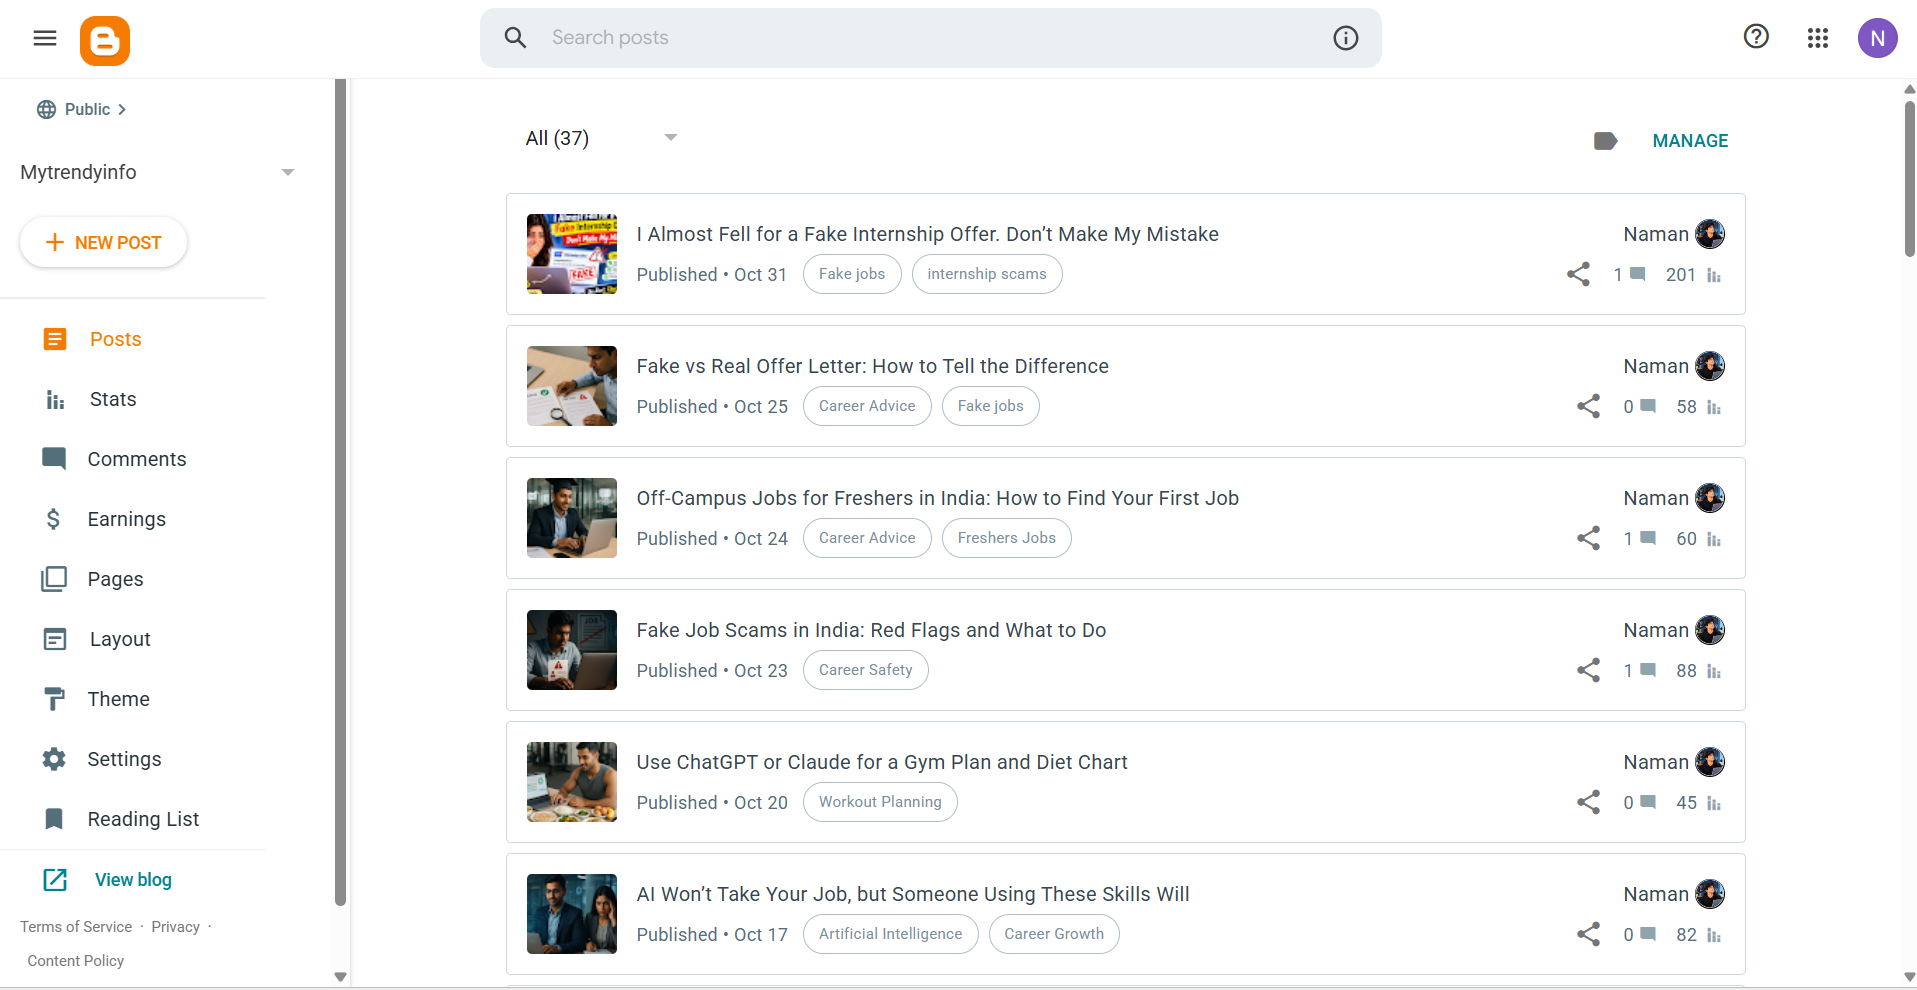 Search posts
N
Public
Mytrendyinfo
NEW POST
Posts
Stats
Comments
Earnings
Pages
Layout
Theme
Settings
Reading List
View blog
Terms of Service · Privacy ·
Content Policy
All (37)
MANAGE
I Almost Fell for a Fake Internship Offer. Don’t Make My Mistake
Naman
Published • Oct 31 Fake jobs internship scams
1 201
Fake vs Real Offer Letter: How to Tell the Difference
Naman
Published • Oct 25 Career Advice Fake jobs
0 58
Off-Campus Jobs for Freshers in India: How to Find Your First Job
Naman
Published • Oct 24 Career Advice Freshers Jobs
1 60
Fake Job Scams in India: Red Flags and What to Do
Naman
Published • Oct 23 Career Safety
1 88
Use ChatGPT or Claude for a Gym Plan and Diet Chart
Naman
Published • Oct 20 Workout Planning
0 45
AI Won’t Take Your Job, but Someone Using These Skills Will
Naman
Published • Oct 17 Artificial Intelligence Career Growth
0 82